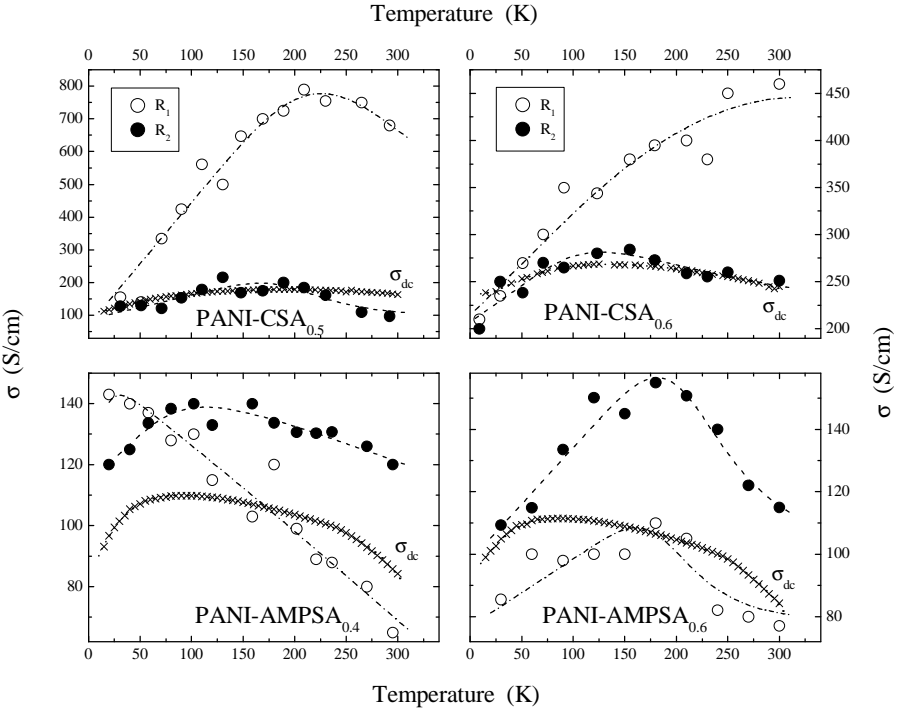 Temperature (K)
0 50 100 150 200 250 300
0 50 100 150 200 250 300
800
700
600
500
400
300
200
100
R1
R2
σdc
PANI-CSA0.5
R1
R2
σdc
PANI-CSA0.6
450
400
350
300
250
200
σ (S/cm)
σ (S/cm)
140
120
100
80
σdc
PANI-AMPSA0.4
σdc
PANI-AMPSA0.6
140
120
100
80
0 50 100 150 200 250 300
0 50 100 150 200 250 300
Temperature (K)